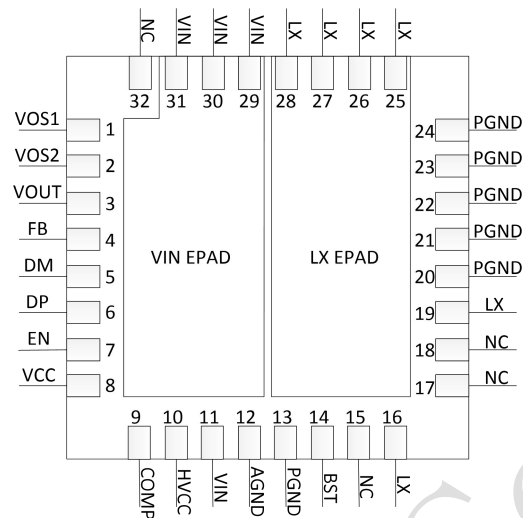 NC VIN VIN VIN LX LX LX LX
32 31 30 29 28 27 26 25
VOS1 1
VOS2 2
VOUT 3
FB 4
DM 5
DP 6
EN 7
VCC 8
VIN EPAD
LX EPAD
24 PGND
23 PGND
22 PGND
21 PGND
20 PGND
19 LX
18 NC
17 NC
9 10 11 12 13 14 15 16
COMP HVCC VIN AGND PGND BST NC LX